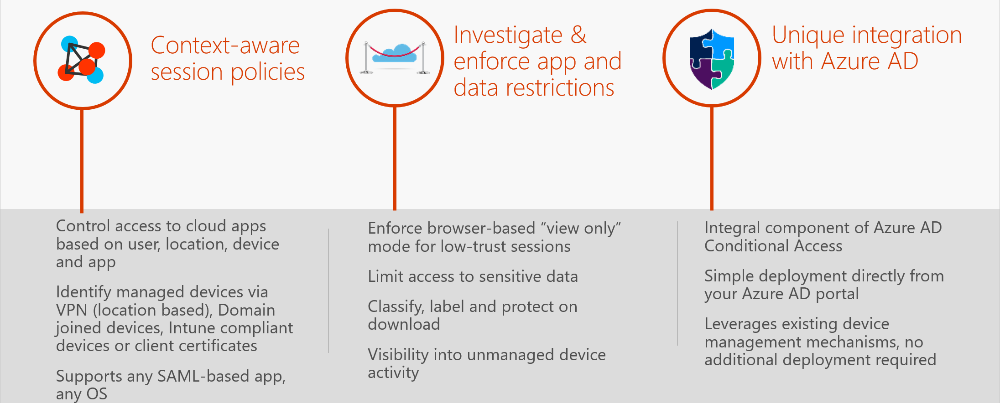 Context-aware
session policies
Control access to cloud apps
based on user, location, device
and app
Identify managed devices via
VPN (location based), Domain
joined devices, Intune compliant
devices or client certificates
Supports any SAML-based app,
any OS
Investigate &
enforce app and
data restrictions
Enforce browser-based “view only”
mode for low-trust sessions
Limit access to sensitive data
Classify, label and protect on
download
Visibility into unmanaged device
activity
Unique integration
with Azure AD
Integral component of Azure AD
Conditional Access
Simple deployment directly from
your Azure AD portal
Leverages existing device
management mechanisms, no
additional deployment required